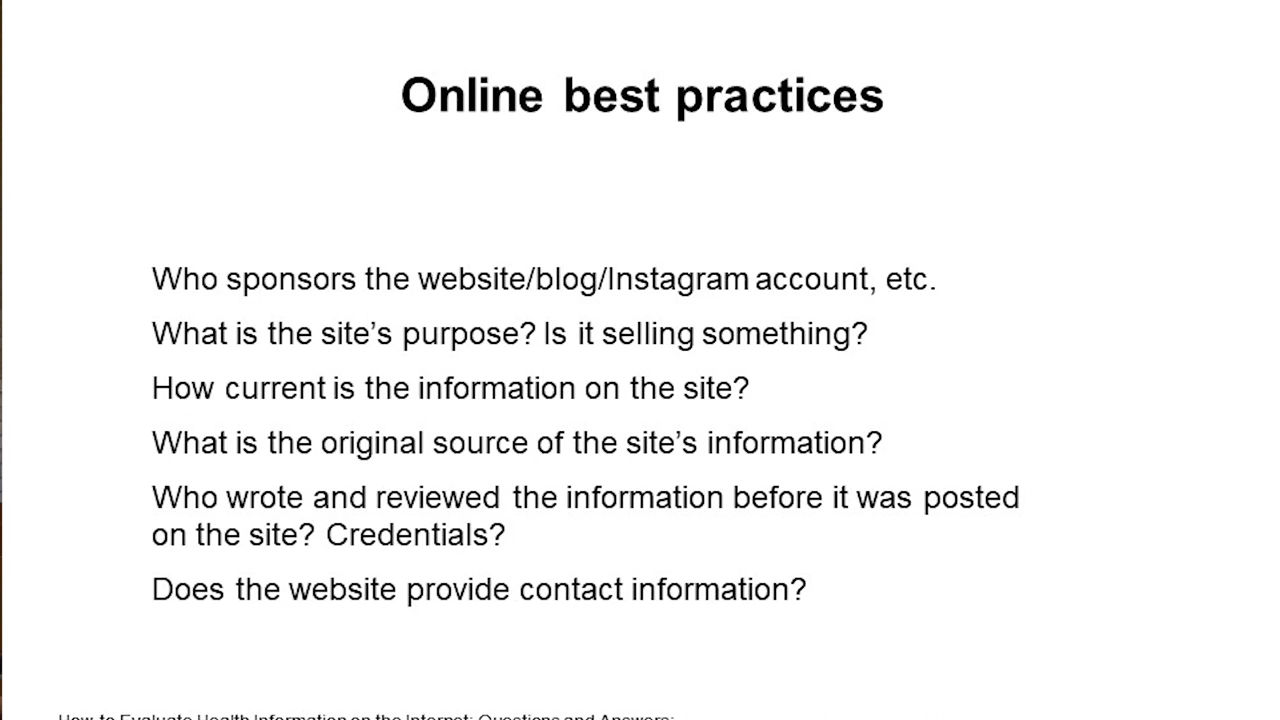 Online best practices
Who sponsors the website/blog/Instagram account, etc.
What is the site’s purpose? Is it selling something?
How current is the information on the site?
What is the original source of the site’s information?
Who wrote and reviewed the information before it was posted
on the site? Credentials?
Does the website provide contact information?
How to Evaluate Health Information on the Internet: Questions and Answers: